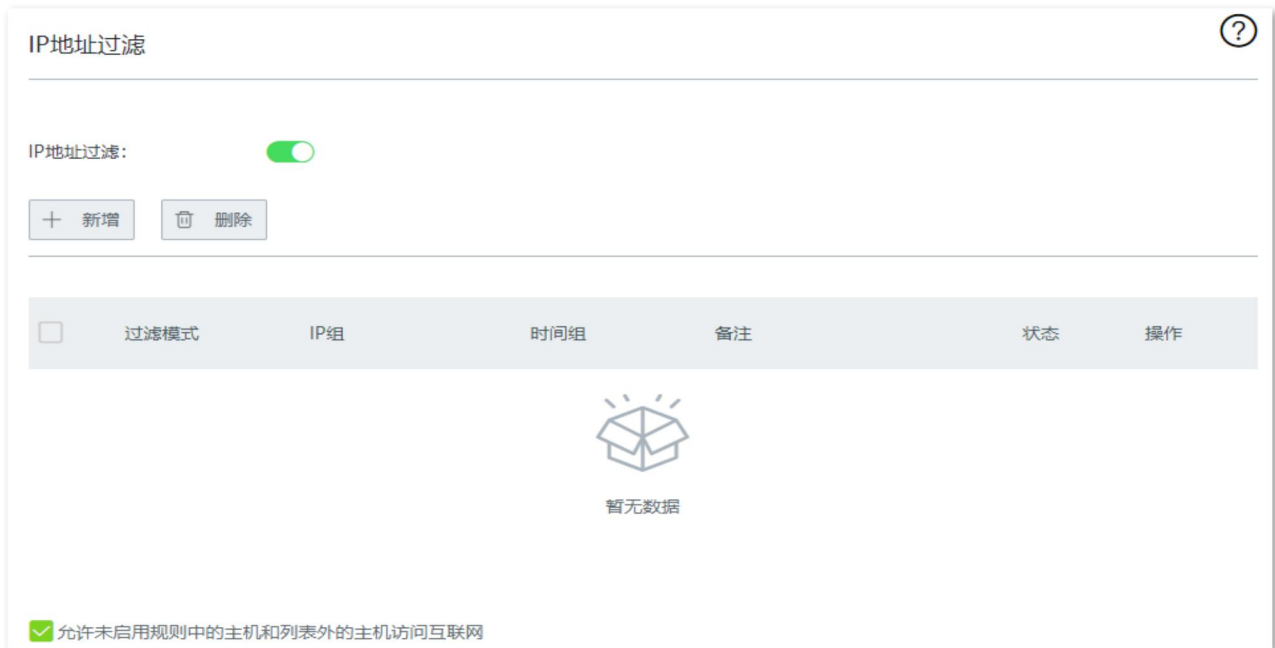 IP地址过滤
?
IP地址过滤：
+ 新增 删除
过滤模式 IP组 时间组 备注 状态 操作
暂无数据
允许未启用规则中的主机和列表外的主机访问互联网